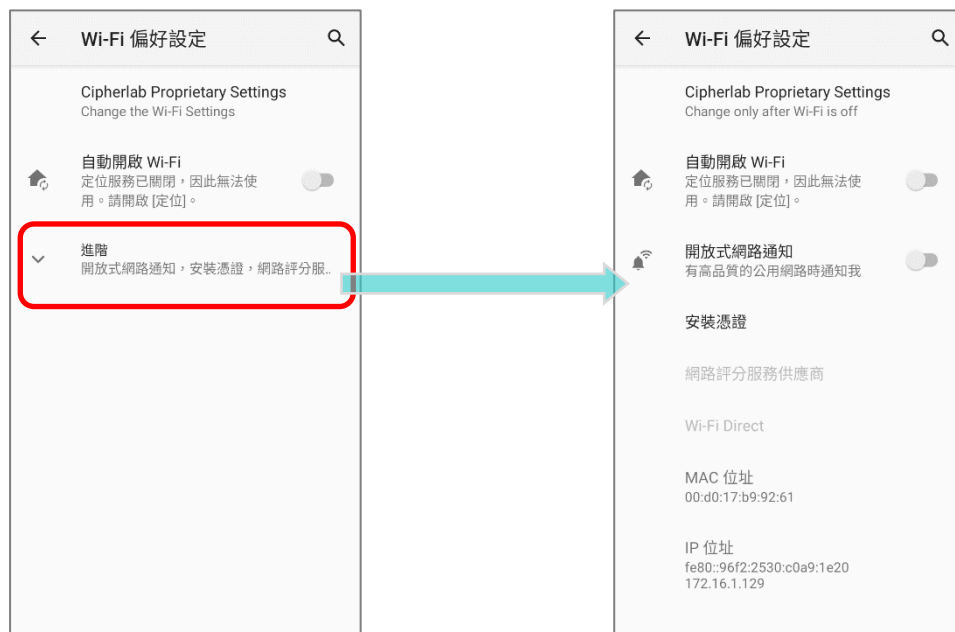 Wi-Fi 偏好設定
Cipherlab Proprietary Settings
Change the Wi-Fi Settings
自動開啟 Wi-Fi
定位服務已關閉，因此無法使
用。請開啟 [定位]。
進階
開放式網路通知，安裝憑證，網路評分服..
Wi-Fi 偏好設定
Cipherlab Proprietary Settings
Change only after Wi-Fi is off
自動開啟 Wi-Fi
定位服務已關閉，因此無法使
用。請開啟 [定位]。
開放式網路通知
有高品質的公用網路時通知我
安裝憑證
網路評分服務供應商
Wi-Fi Direct
MAC 位址
00:d0:17:b9:92:61
IP 位址
fe80::96f2:2530:c0a9:1e20
172.16.1.129